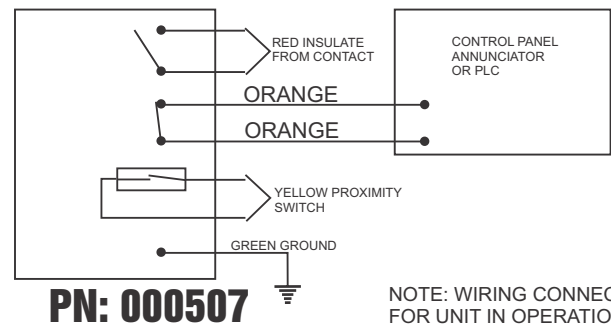 RED INSULATE
FROM CONTACT
CONTROL PANEL
ANNUNCIATOR
OR PLC
ORANGE
ORANGE
YELLOW PROXIMITY
SWITCH
GREEN GROUND
PN: 000507
NOTE: WIRING CONNEC
FOR UNIT IN OPERATIO